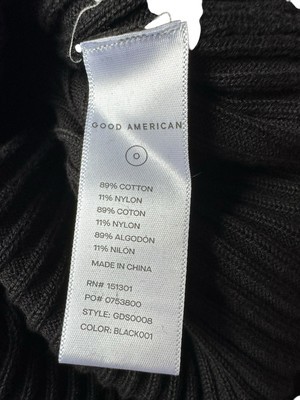 GOOD AMERICAN
0
89% COTTON
11% NYLON
89% COTON
11% NYLON
89% ALGODÓN
11% NILÓN
MADE IN CHINA
RN# 151301
PO# 0753800
STYLE: GDS0008
COLOR: BLACK001